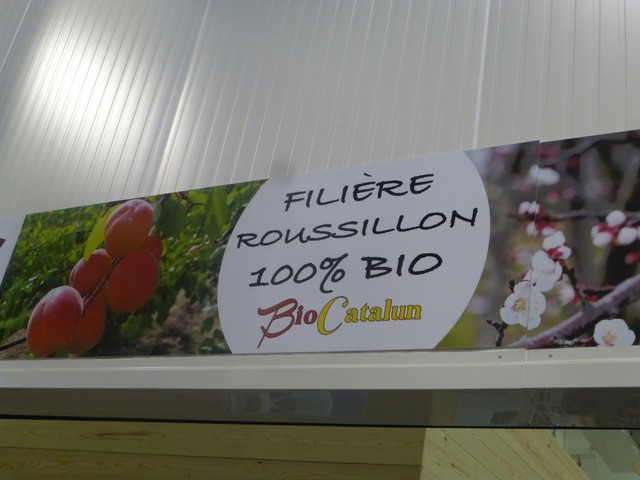 FILIÈRE
ROUSSILLON
100% BIO
BioCatalun